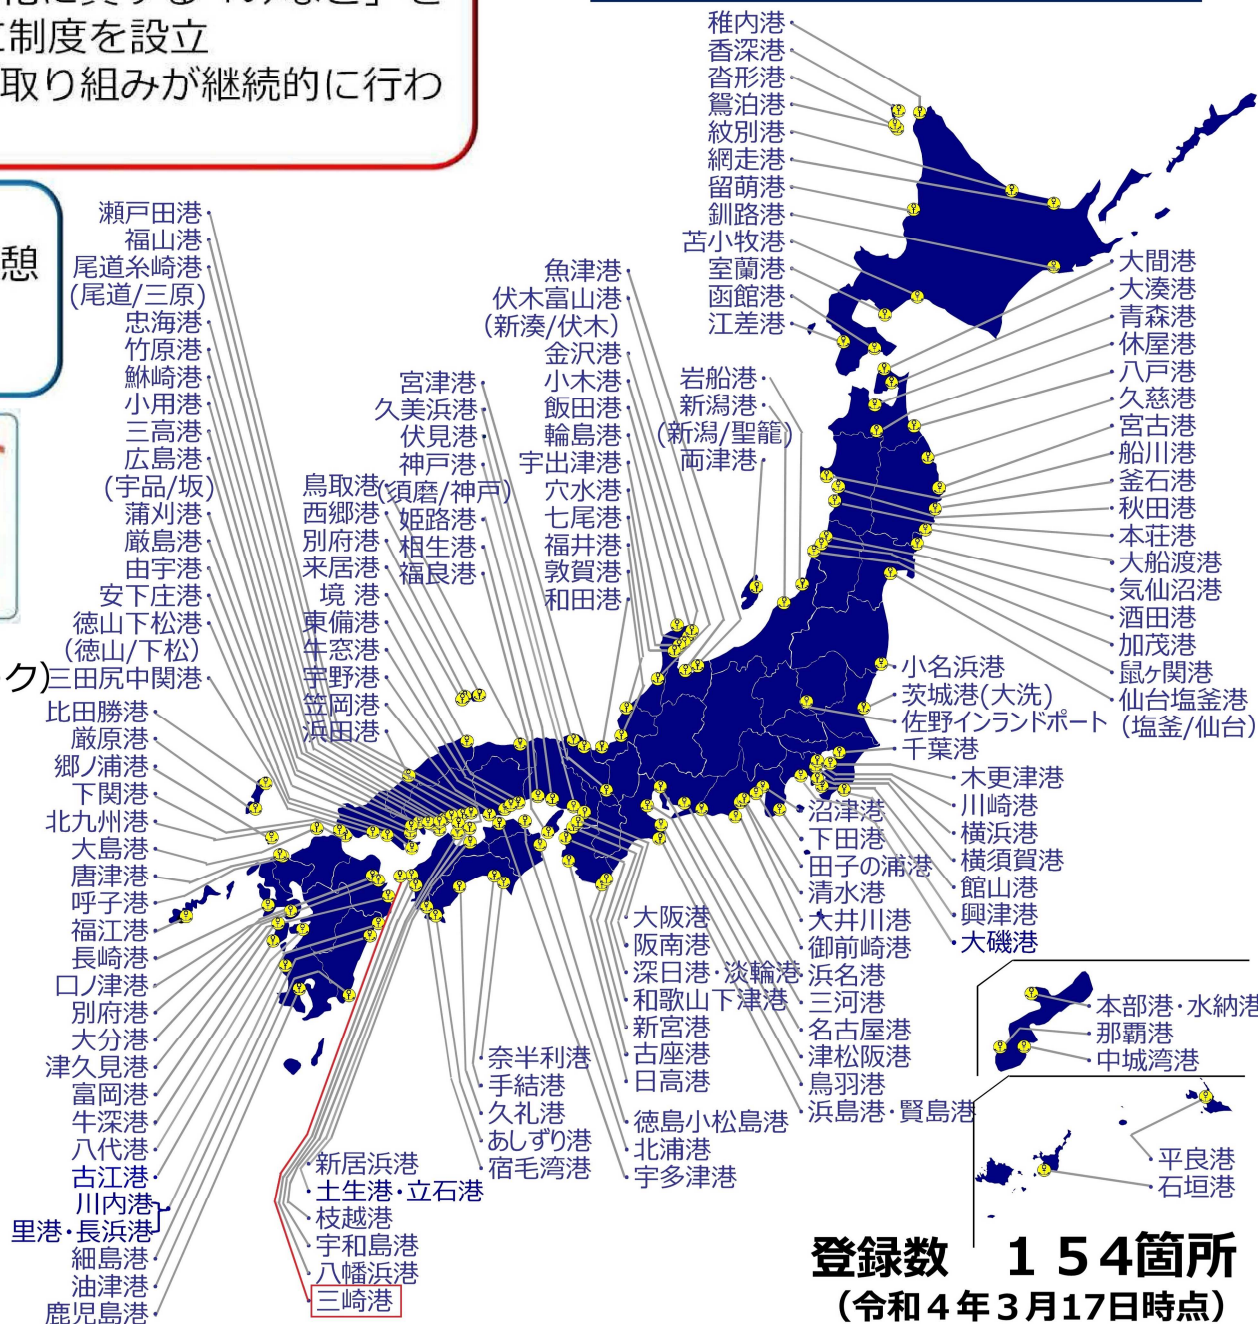 制度を設立
取り組みが継続的に行わ
憩
ク)
稚内港
香深港
沓形港
鴛泊港
紋別港
網走港
留萌港
釧路港
苫小牧港
室蘭港
函館港
江差港
瀬戸田港
福山港
尾道糸崎港
(尾道/三原)
忠海港
竹原港
鮴崎港
小用港
三高港
広島港
(宇品/坂)
蒲刈港
厳島港
由宇港
安下庄港
徳山下松港
(徳山/下松)
三田尻中関港
鳥取港
西郷港
別府港
来居港
境 港
東備港
牛窓港
宇野港
笠岡港
浜田港
宮津港
久美浜港
伏見港
神戸港
(須磨/神戸)
姫路港
相生港
福良港
魚津港
伏木富山港
(新湊/伏木)
金沢港
小木港
飯田港
輪島港
宇出津港
穴水港
七尾港
福井港
敦賀港
和田港
岩船港
新潟港
(新潟/聖籠)
両津港
大間港
大湊港
青森港
休屋港
八戸港
久慈港
宮古港
船川港
釜石港
秋田港
本荘港
大船渡港
気仙沼港
酒田港
加茂港
鼠ヶ関港
仙台塩釜港
(塩釜/仙台)
小名浜港
茨城港(大洗)
佐野インランドポート
千葉港
木更津港
川崎港
横浜港
横須賀港
館山港
興津港
大磯港
沼津港
下田港
田子の浦港
清水港
大井川港
御前崎港
浜名港
三河港
名古屋港
津松阪港
鳥羽港
浜島港・賢島港
大阪港
阪南港
深日港・淡輪港
和歌山下津港
新宮港
古座港
日高港
徳島小松島港
北浦港
宇多津港
奈半利港
手結港
久礼港
あしずり港
宿毛湾港
新居浜港
土生港・立石港
枝越港
宇和島港
八幡浜港
三崎港
比田勝港
厳原港
郷ノ浦港
下関港
北九州港
大島港
唐津港
呼子港
福江港
長崎港
口ノ津港
別府港
大分港
津久見港
富岡港
牛深港
八代港
古江港
川内港
里港・長浜港
細島港
油津港
鹿児島港
本部港・水納港
那覇港
中城湾港
平良港
石垣港
登録数 154箇所
(令和4年3月17日時点)